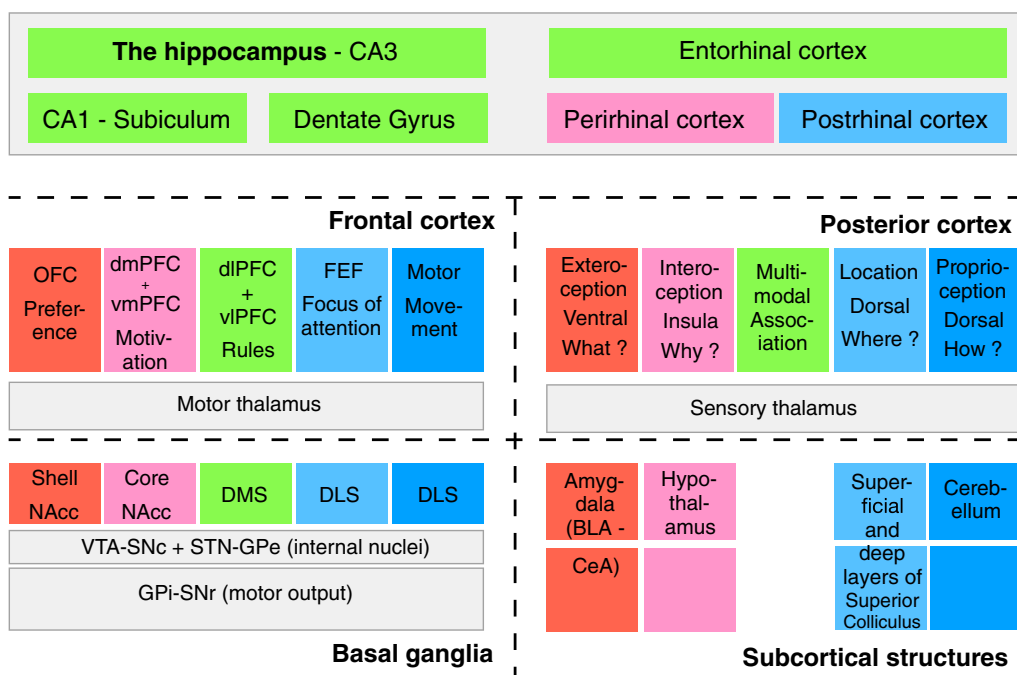 The hippocampus - CA3
Entorhinal cortex
CA1 - Subiculum
Dentate Gyrus
Perirhinal cortex
Postrhinal cortex
Frontal cortex
OFC
Prefer-
ence
dmPFC
+
vmPFC
Motiv-
ation
dlPFC
+
vlPFC
Rules
FEF
Focus of
attention
Motor
Move-
ment
Motor thalamus
Posterior cortex
Extero-
ception
Ventral
What ?
Intero-
ception
Insula
Why ?
Multi-
modal
Assoc-
iation
Location
Dorsal
Where ?
Proprio-
ception
Dorsal
How ?
Sensory thalamus
Shell
NAcc
Core
NAcc
DMS
DLS
DLS
VTA-SNc + STN-GPe (internal nuclei)
GPi-SNr (motor output)
Basal ganglia
Amyg-
dala
(BLA -
CeA)
Hypo-
thal-
amus
Super-
ficial
and
deep
layers of
Superior
Colliculus
Cereb-
ellum
Subcortical structures